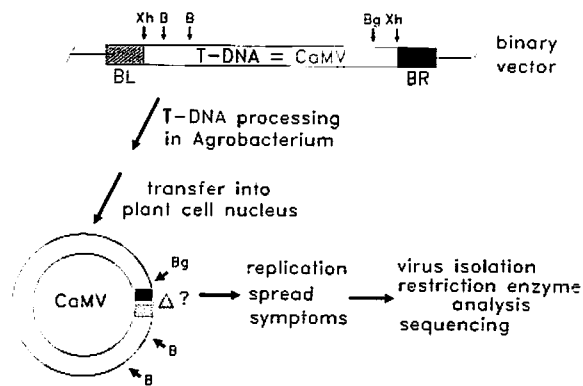 Xh B B Bg Xh
T-DNA = CaMV
BL BR
binary
vector
T-DNA processing
in Agrobacterium
transfer into
plant cell nucleus
Bg
CaMV Δ ?
B
B
replication
spread
symptoms
virus isolation
restriction enzyme
analysis
sequencing